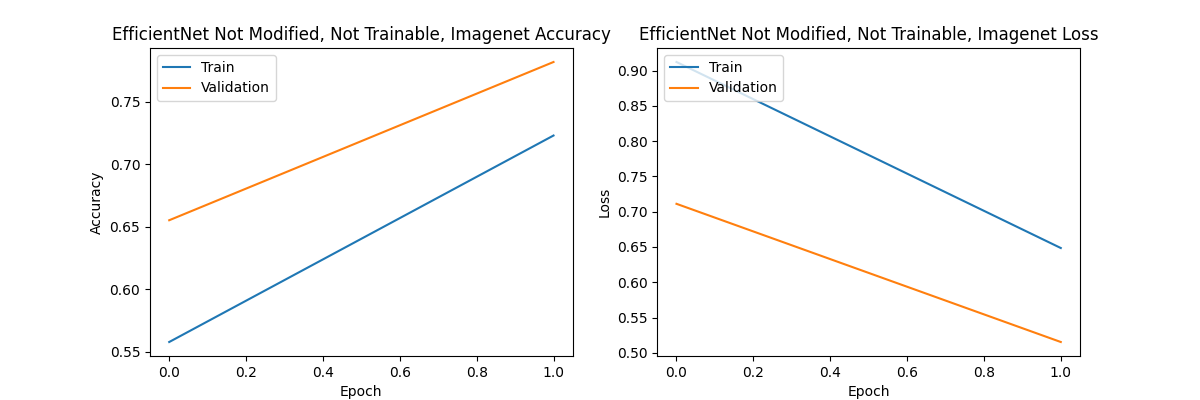 EfficientNet Not Modified, Not Trainable, Imagenet Accuracy
Train
Validation
0.75
0.70
0.65
0.60
0.55
Accuracy
0.0 0.2 0.4 0.6 0.8 1.0
Epoch
EfficientNet Not Modified, Not Trainable, Imagenet Loss
Train
Validation
0.90
0.85
0.80
0.75
0.70
0.65
0.60
0.55
0.50
Loss
0.0 0.2 0.4 0.6 0.8 1.0
Epoch